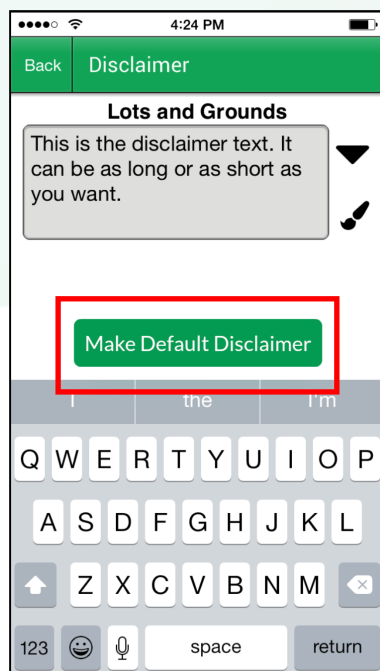 4:24 PM
Back Disclaimer
Lots and Grounds
This is the disclaimer text. It
can be as long or as short as
you want.
Make Default Disclaimer
I the I'm
Q W E R T Y U I O P
A S D F G H J K L
Z X C V B N M
123 space return